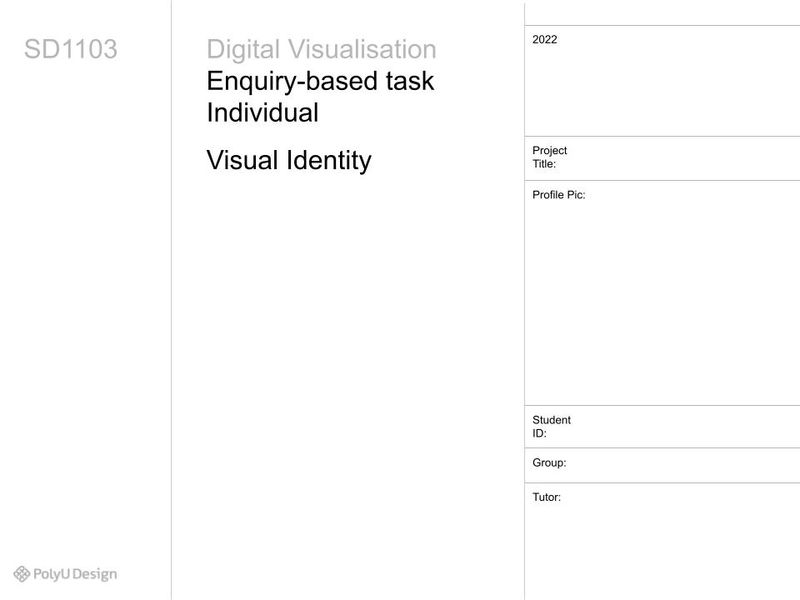 SD1103
Digital Visualisation
Enquiry-based task
Individual
Visual Identity
2022
Project
Title:
Profile Pic:
Student
ID:
Group:
Tutor:
PolyU Design